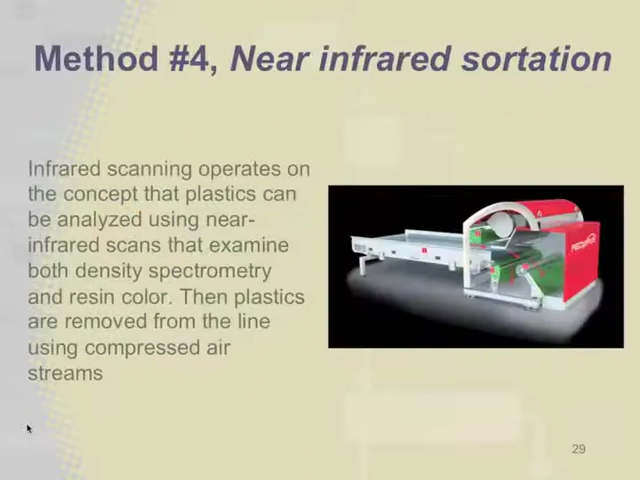 Method #4, Near infrared sortation
Infrared scanning operates on
the concept that plastics can
be analyzed using near-
infrared scans that examine
both density spectrometry
and resin color. Then plastics
are removed from the line
using compressed air
streams
29